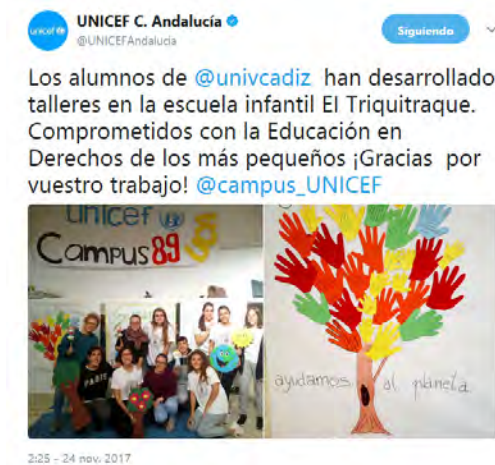 UNICEF C. Andalucía
@UNICEFAndalucia
Siguiendo
unicef
Los alumnos de @univcadiz han desarrollado
talleres en la escuela infantil El Triquitraque.
Comprometidos con la Educación en
Derechos de los más pequeños ¡Gracias por
vuestro trabajo! @campus_UNICEF
unicef
Campus 89
PARIS
ayudamos al planeta
2:25 - 24 nov. 2017